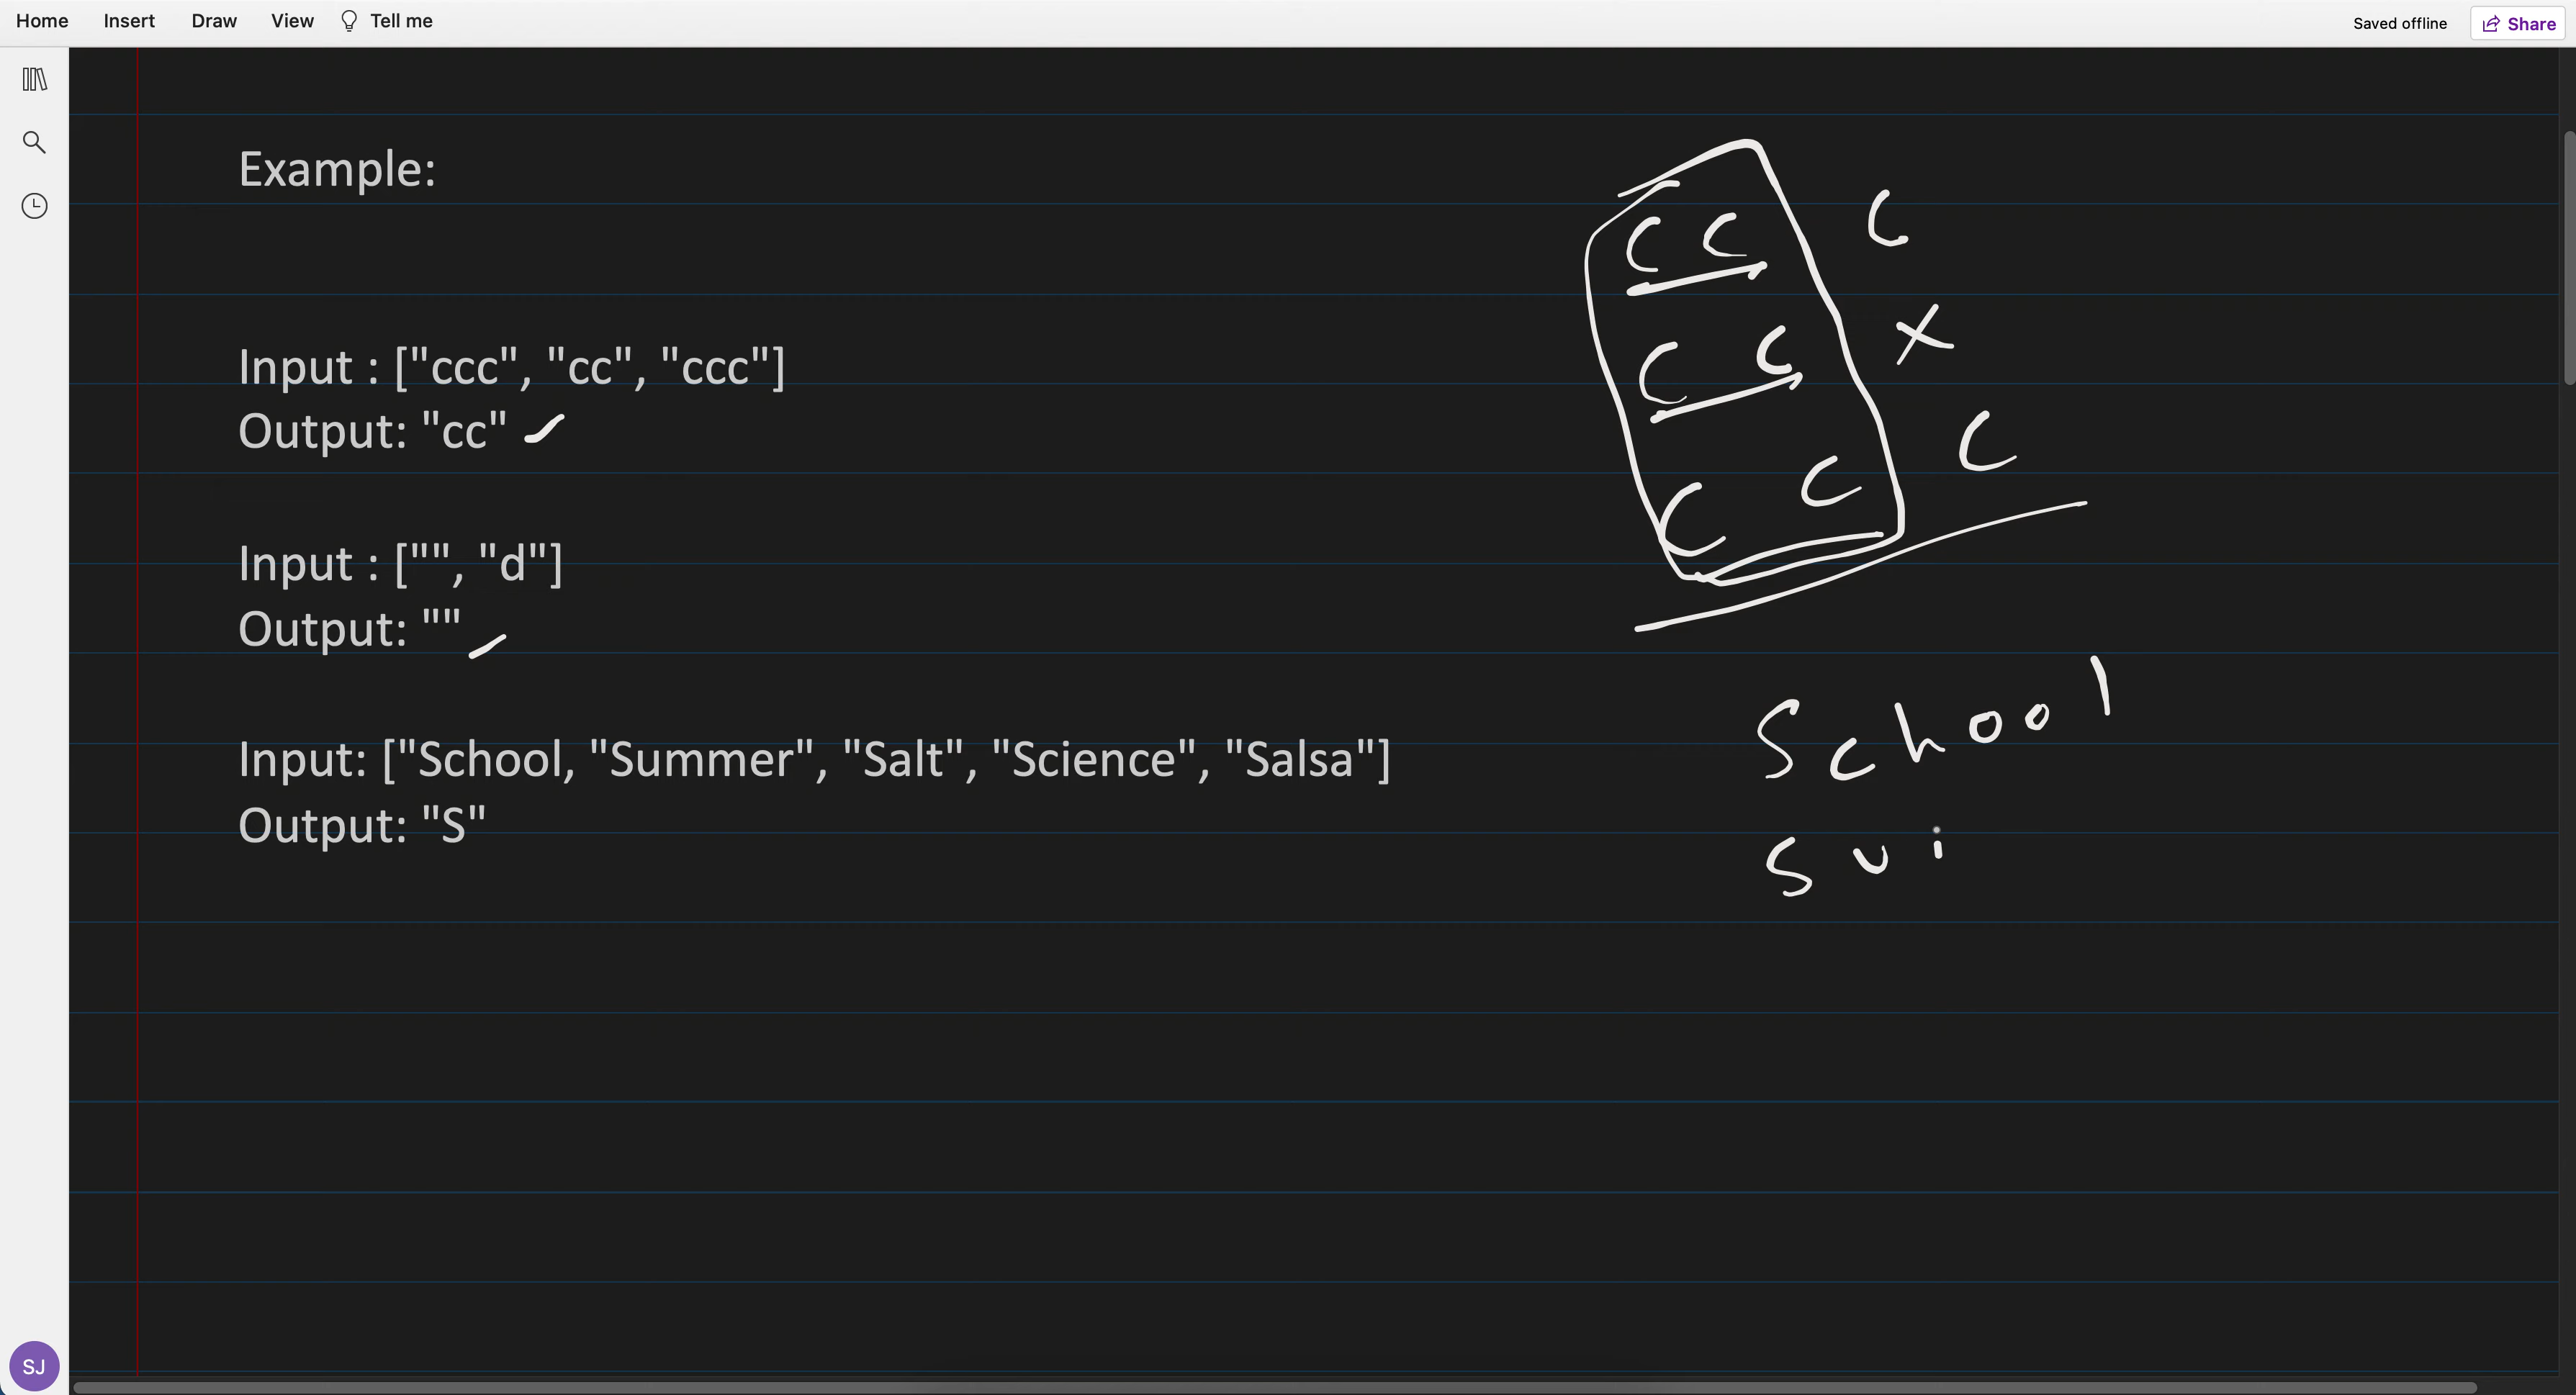 Home Insert Draw View Tell me Saved offline Share
Example:
Input : ["ccc", "cc", "ccc"]
Output: "cc"
Input : ["", "d"]
Output: ""
Input: ["School, "Summer", "Salt", "Science", "Salsa"]
Output: "S"
C C C
C C X
C C C
School
Su
SJ